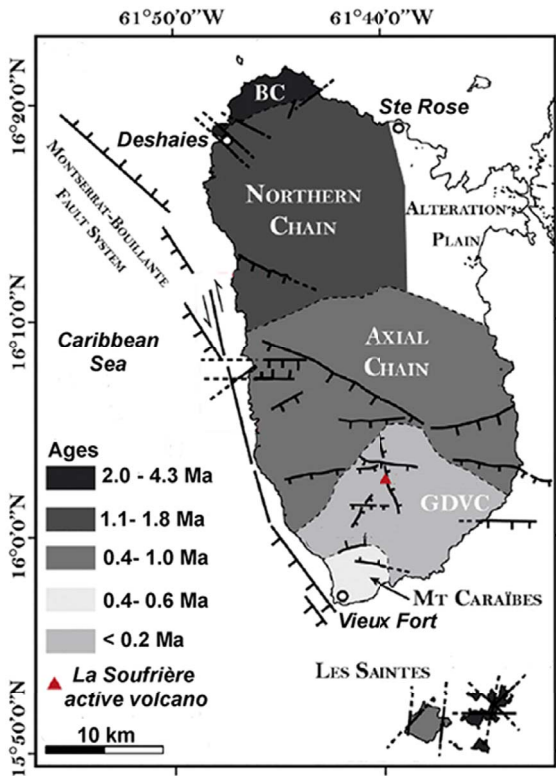 61°50'0"W
61°40'0"W
16°20'0"N
16°10'0"N
16°0'0"N
15°50'0"N
BC
Ste Rose
Deshaies
MONTSERRAT-BOUILLANTE
FAULT SYSTEM
NORTHERN
CHAIN
ALTERATION
PLAIN
Caribbean
Sea
AXIAL
CHAIN
GDVC
MT CARAÏBES
Vieux Fort
LES SAINTES
Ages
2.0 - 4.3 Ma
1.1- 1.8 Ma
0.4- 1.0 Ma
0.4- 0.6 Ma
< 0.2 Ma
La Soufrière
active volcano
10 km